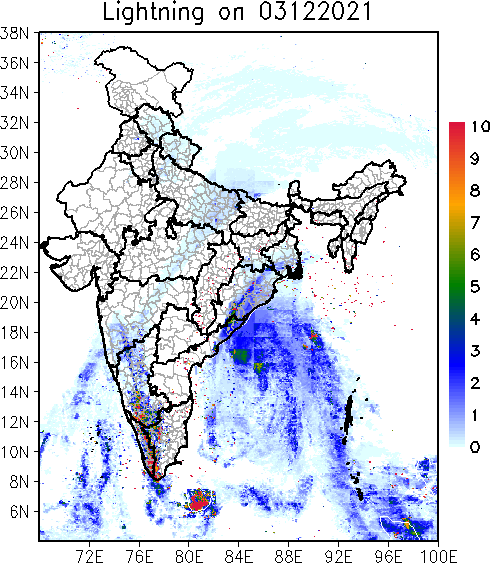 Lightning on 03122021
38N
36N
34N
32N
30N
28N
26N
24N
22N
20N
18N
16N
14N
12N
10N
8N
6N
72E 76E 80E 84E 88E 92E 96E 100E
10
9
8
7
6
5
4
3
2
1
0